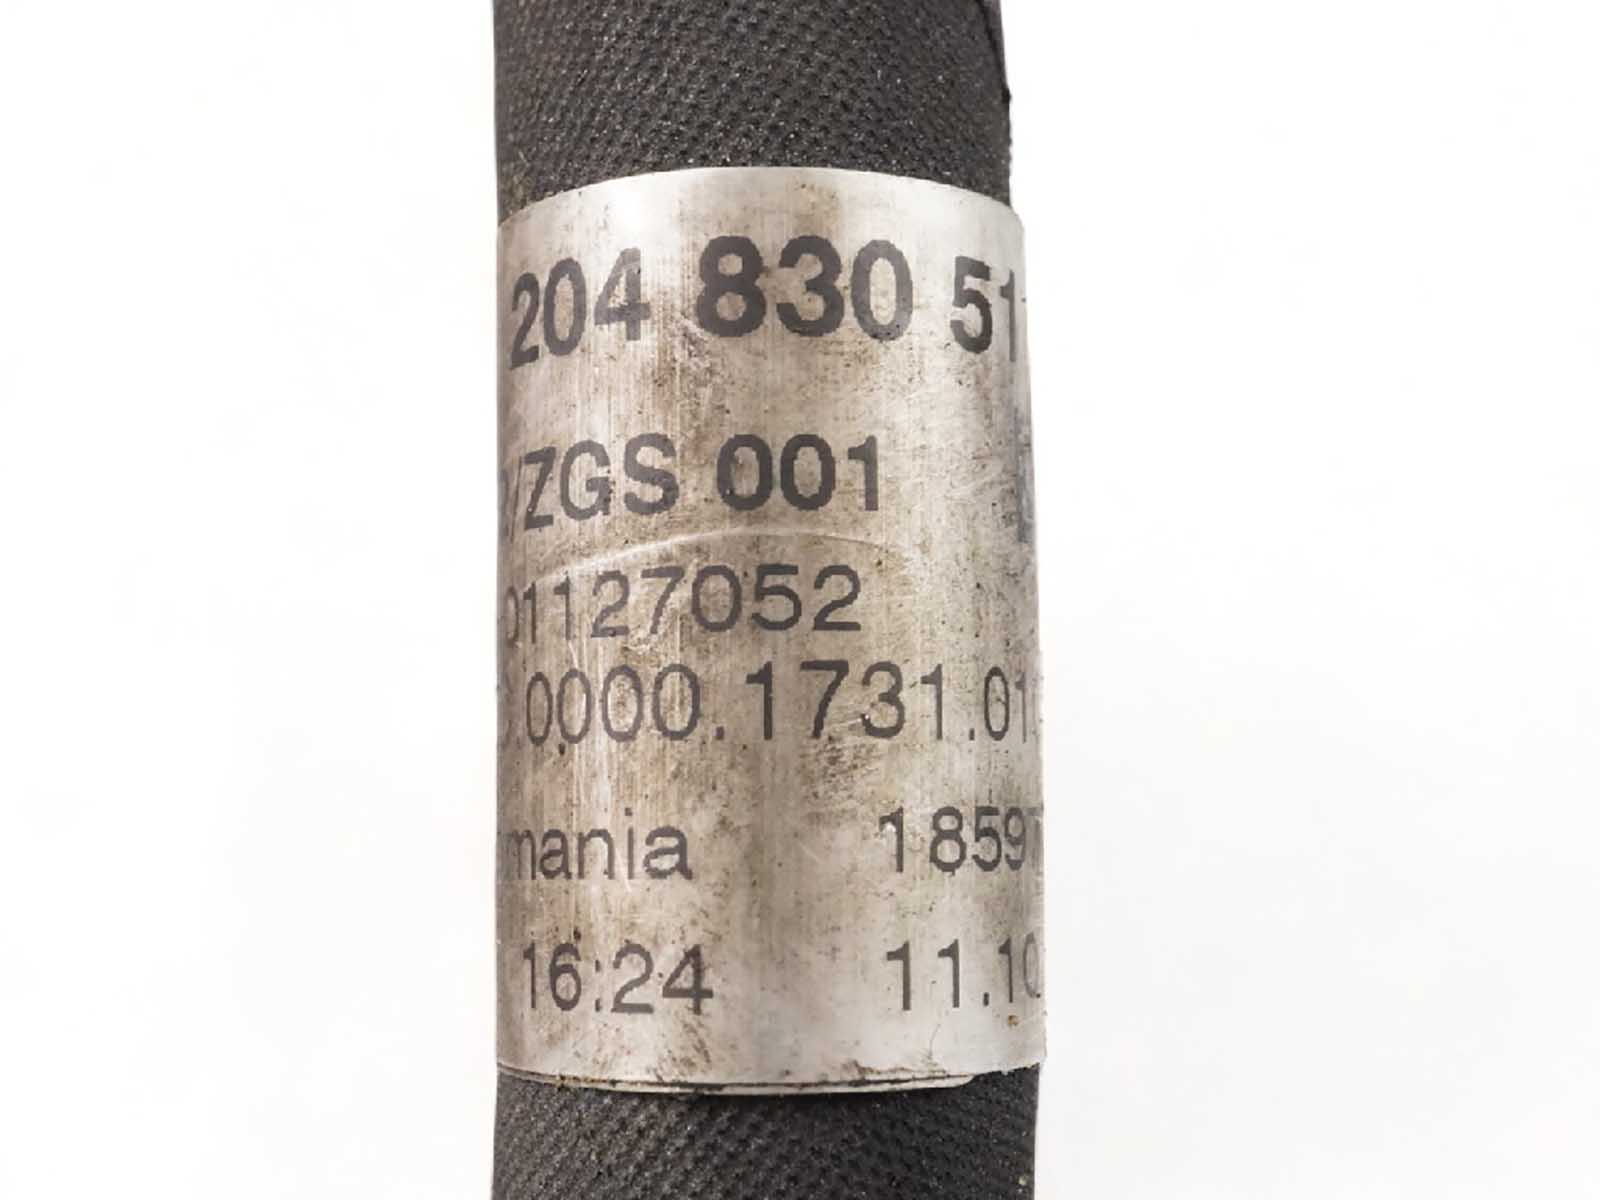 204 830 51
/ZGS 001
01127052
.0000.1731.01
mania 1859
16:24 11.10